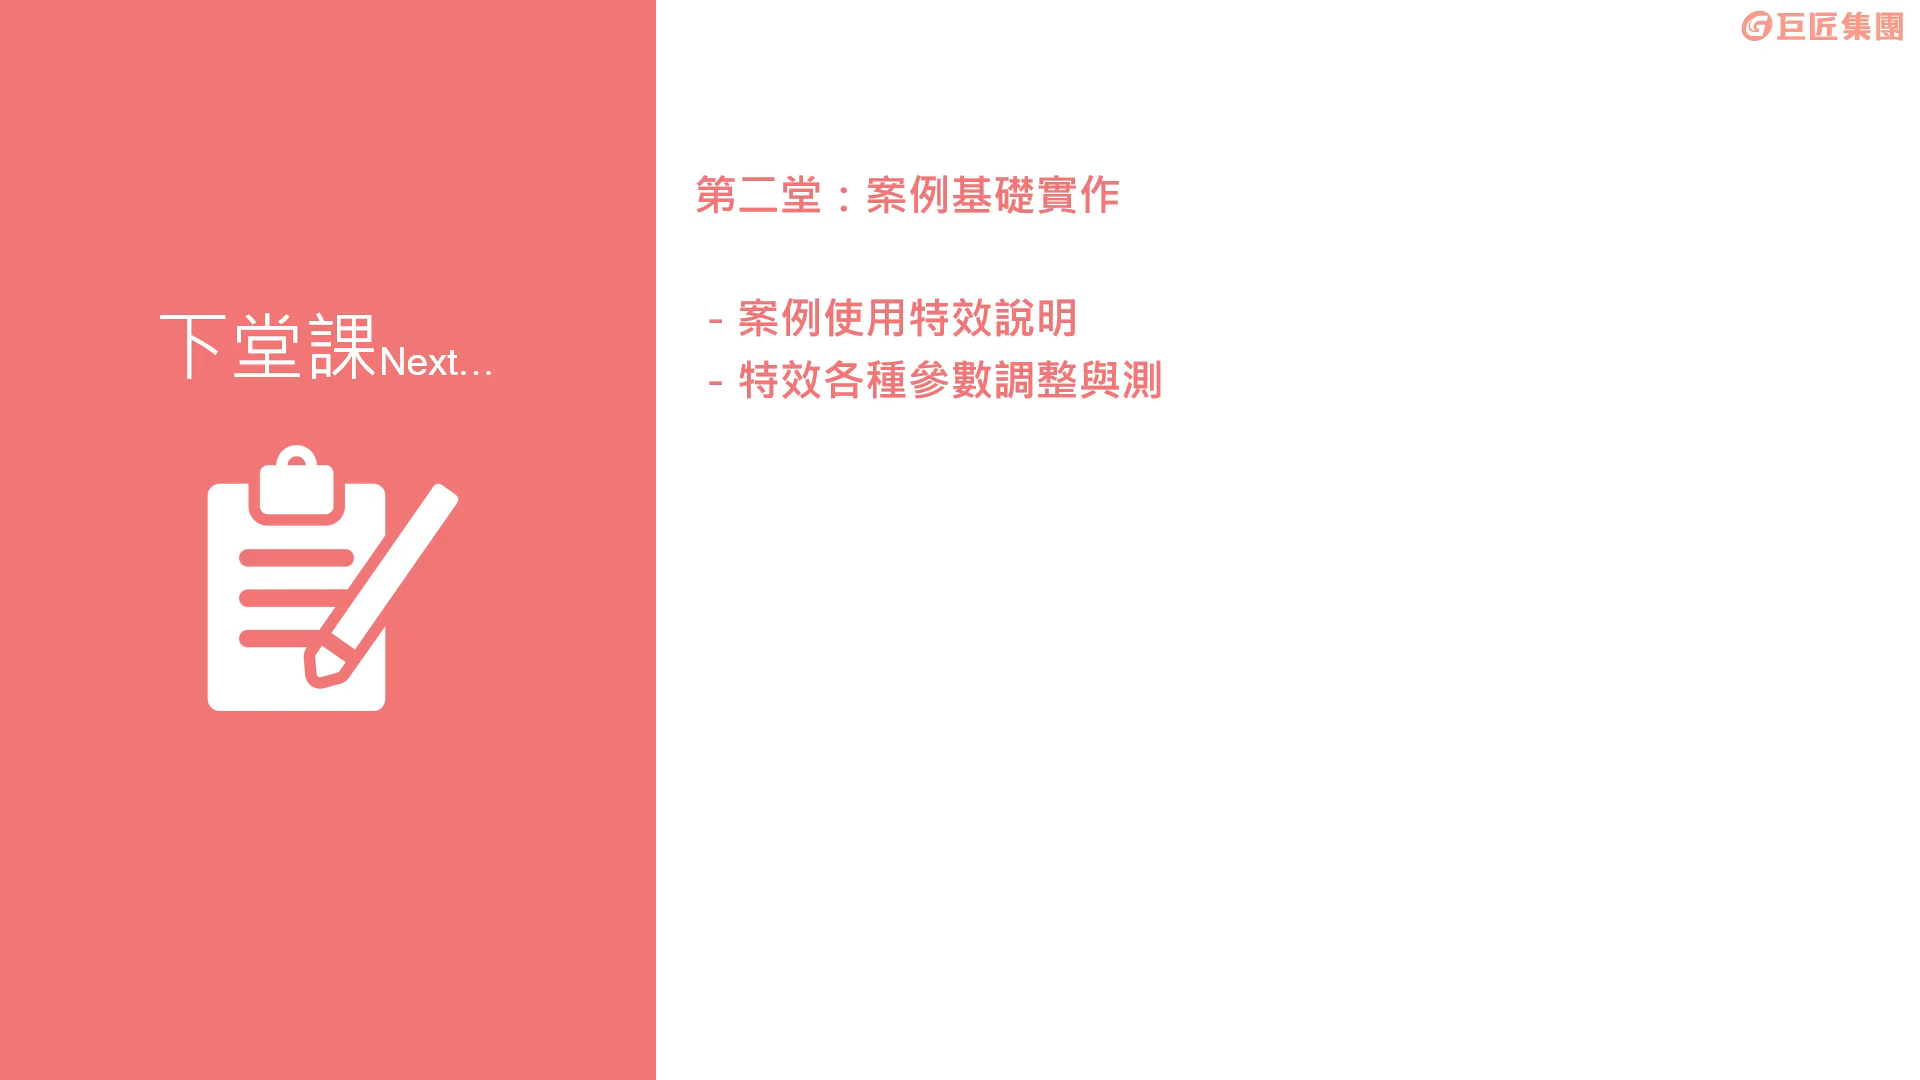 巨匠集團
下堂課Next...
第二堂：案例基礎實作
- 案例使用特效說明
- 特效各種參數調整與測